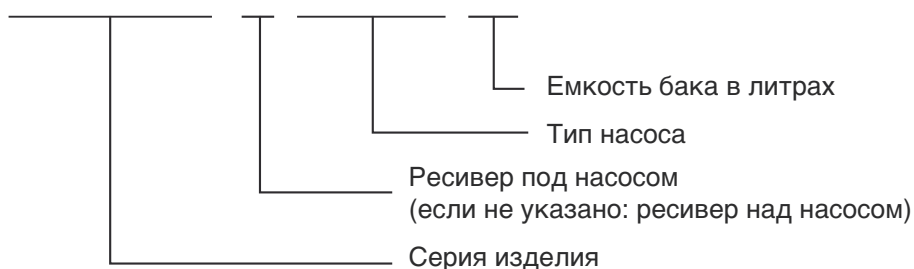 Емкость бака в литрах
Тип насоса
Ресивер под насосом
(если не указано: ресивер над насосом)
Серия изделия